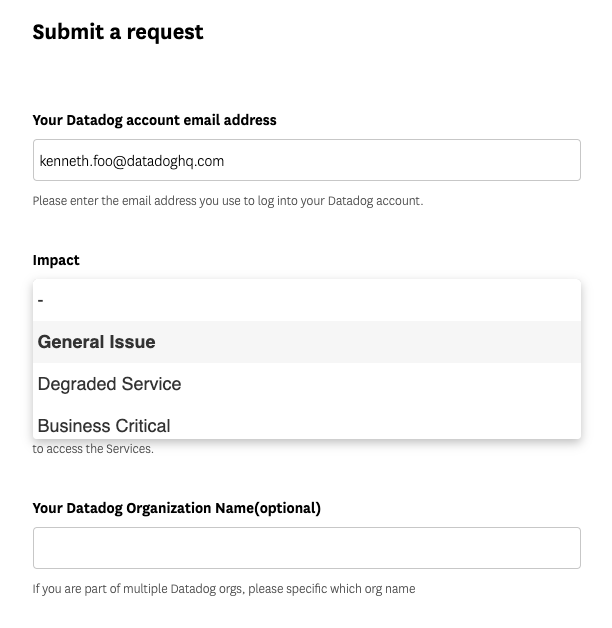 Submit a request
Your Datadog account email address
kenneth.foo@datadoghq.com
Please enter the email address you use to log into your Datadog account.
Impact
-
General Issue
Degraded Service
Business Critical
to access the Services.
Your Datadog Organization Name(optional)
If you are part of multiple Datadog orgs, please specific which org name